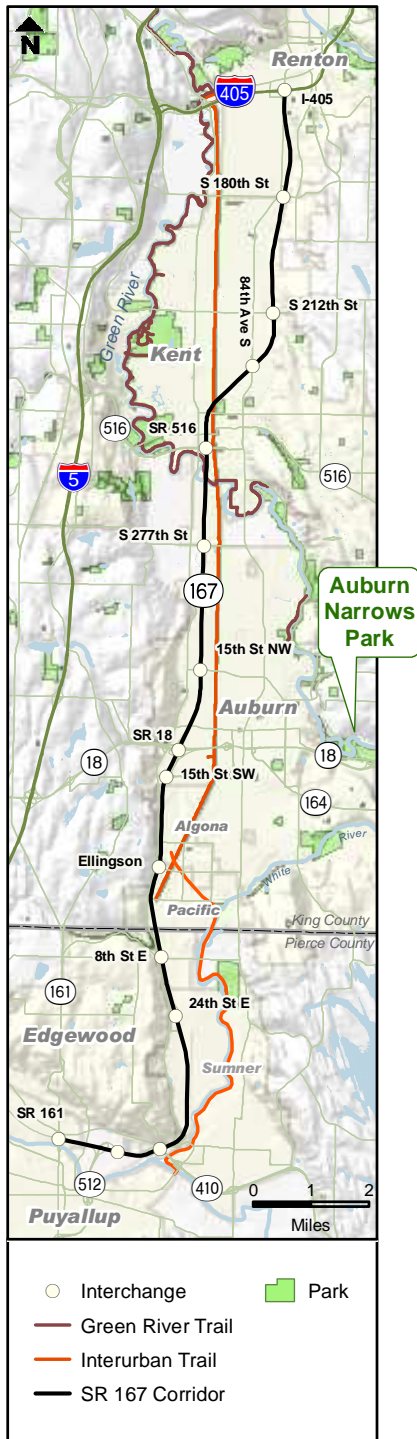 N
Renton
405
I-405
S 180th St
84th Ave S
S 212th St
Green River
Kent
516
SR 516
516
5
S 277th St
167
Auburn
Narrows
Park
15th St NW
Auburn
SR 18
18
18
15th St SW
164
Algona
Ellingson
White River
Pacific
King County
Pierce County
8th St E
161
24th St E
Edgewood
Sumner
SR 161
512
410
Puyallup
0 1 2
Miles
Interchange
Park
Green River Trail
Interurban Trail
SR 167 Corridor